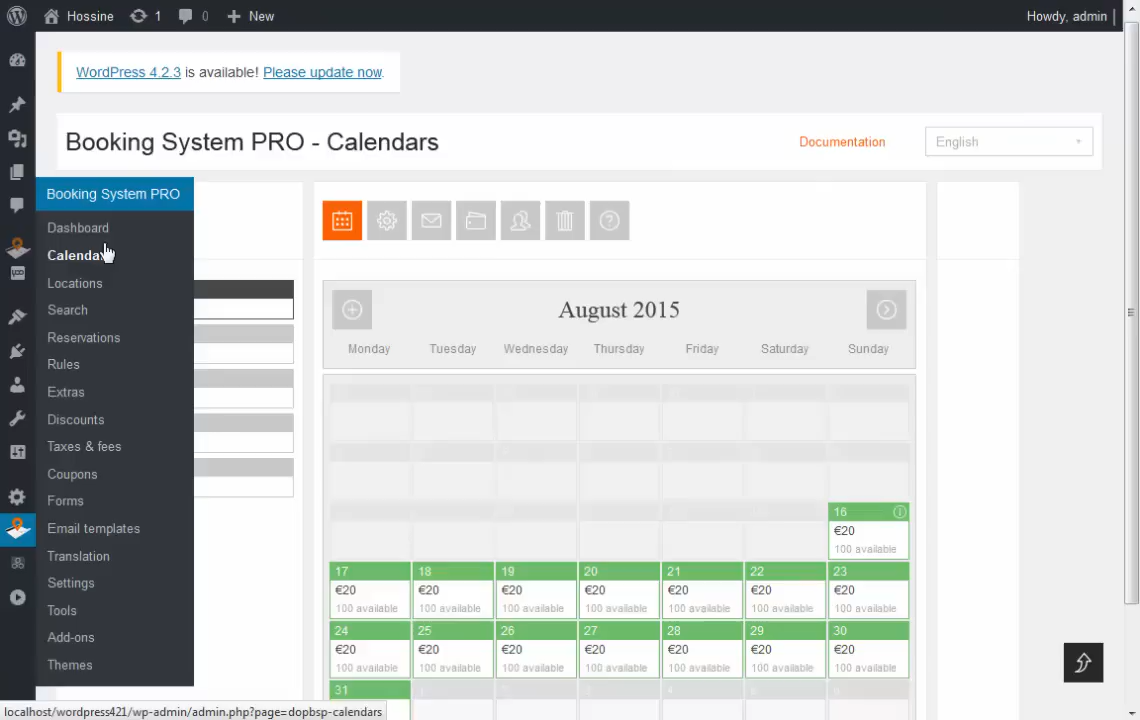 Hossine 1 0 New Howdy, admin
WordPress 4.2.3 is available! Please update now.
Booking System PRO - Calendars Documentation English
Booking System PRO
Dashboard
Calendars
Locations
Search
Reservations
Rules
Extras
Discounts
Taxes & fees
Coupons
Forms
Email templates
Translation
Settings
Tools
Add-ons
Themes
August 2015
Monday Tuesday Wednesday Thursday Friday Saturday Sunday
16
€20
100 available
17 18 19 20 21 22 23
€20 €20 €20 €20 €20 €20 €20
100 available 100 available 100 available 100 available 100 available 100 available 100 available
24 25 26 27 28 29 30
€20 €20 €20 €20 €20 €20 €20
100 available 100 available 100 available 100 available 100 available 100 available 100 available
31
localhost/wordpress421/wp-admin/admin.php?page=dopbsp-calendars